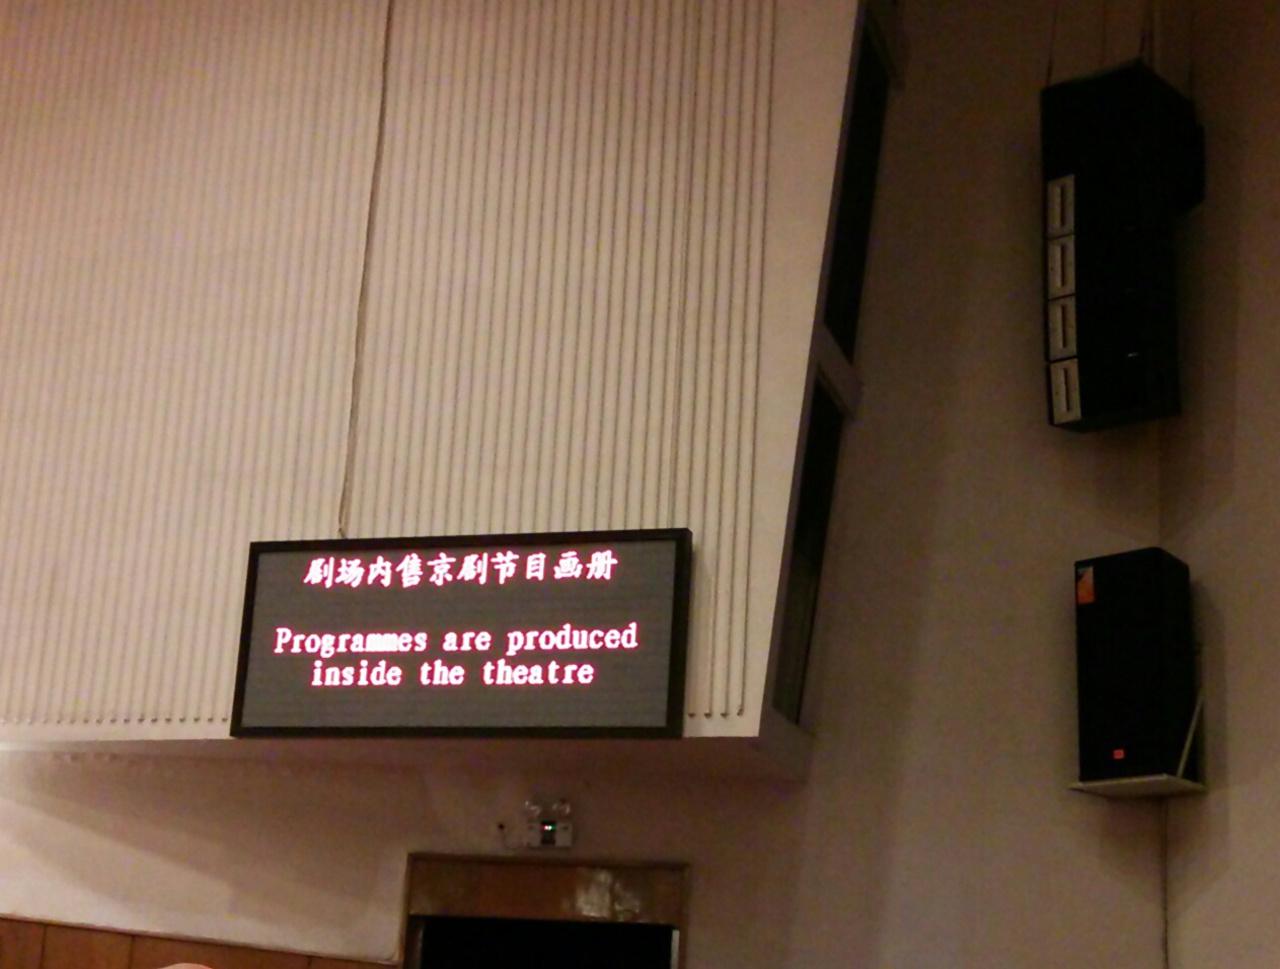 剧场内售京剧节目画册
Programmes are produced
inside the theatre